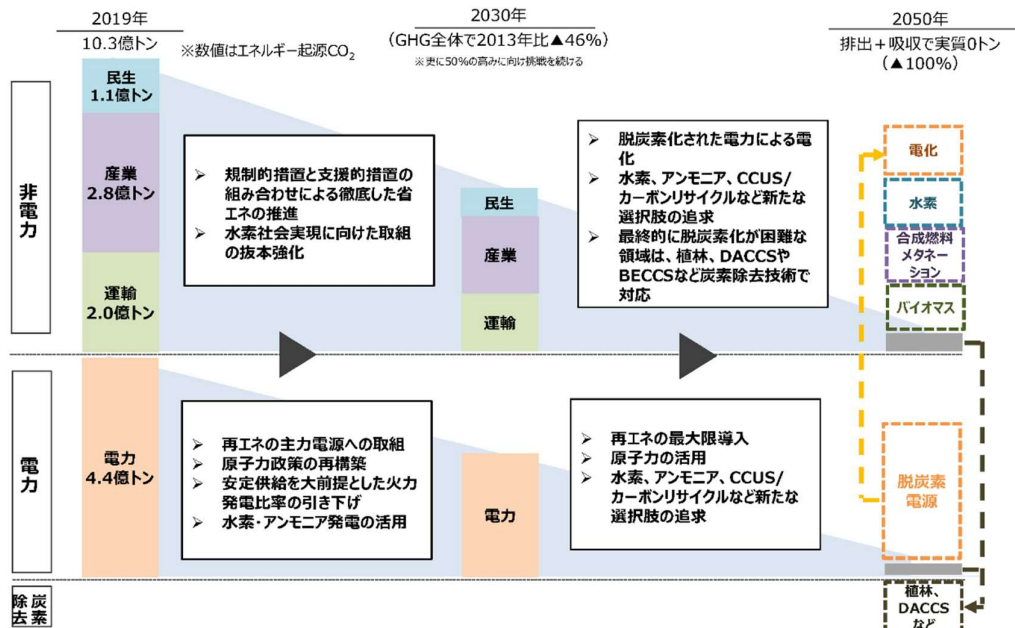 2019年
10.3億トン
※数値はエネルギー起源CO₂
2030年
(GHG全体で2013年比▲46%)
※更に50%の高みに向け挑戦を続ける
2050年
排出+吸収で実質0トン
(▲100%)
非電力
民生
1.1億トン
産業
2.8億トン
運輸
2.0億トン
➢ 規制的措置と支援的措置の
組み合わせによる徹底した省
エネの推進
➢ 水素社会実現に向けた取組
の抜本強化
民生
産業
運輸
➢ 脱炭素化された電力による電
化
➢ 水素、アンモニア、CCUS/
カーボンリサイクルなど新たな
選択肢の追求
➢ 最終的に脱炭素化が困難な
領域は、植林、DACCSや
BECCSなど炭素除去技術で
対応
電化
水素
合成燃料
メタネー
ション
バイオマス
電力
電力
4.4億トン
➢ 再エネの主力電源への取組
➢ 原子力政策の再構築
➢ 安定供給を大前提とした火力
発電比率の引き下げ
➢ 水素・アンモニア発電の活用
電力
➢ 再エネの最大限導入
➢ 原子力の活用
➢ 水素、アンモニア、CCUS/
カーボンリサイクルなど新たな
選択肢の追求
脱炭素
電源
炭素除去
植林、
DACCS
など